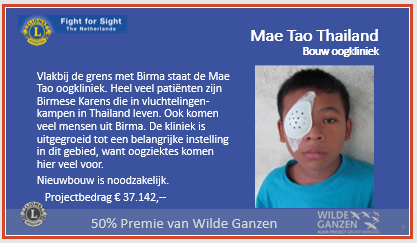 Fight for Sight
The Netherlands
Mae Tao Thailand
Bouw oogkliniek
Vlakbij de grens met Birma staat de Mae
Tao oogkliniek. Heel veel patiënten zijn
Birmese Karens die in vluchtelingen-
kampen in Thailand leven. Ook komen
veel mensen uit Birma. De kliniek is
uitgegroeid tot een belangrijke instelling
in dit gebied, want oogziektes komen
hier veel voor.
Nieuwbouw is noodzakelijk.
Projectbedrag € 37.142,--
50% Premie van Wilde Ganzen
WILDE
GANZEN